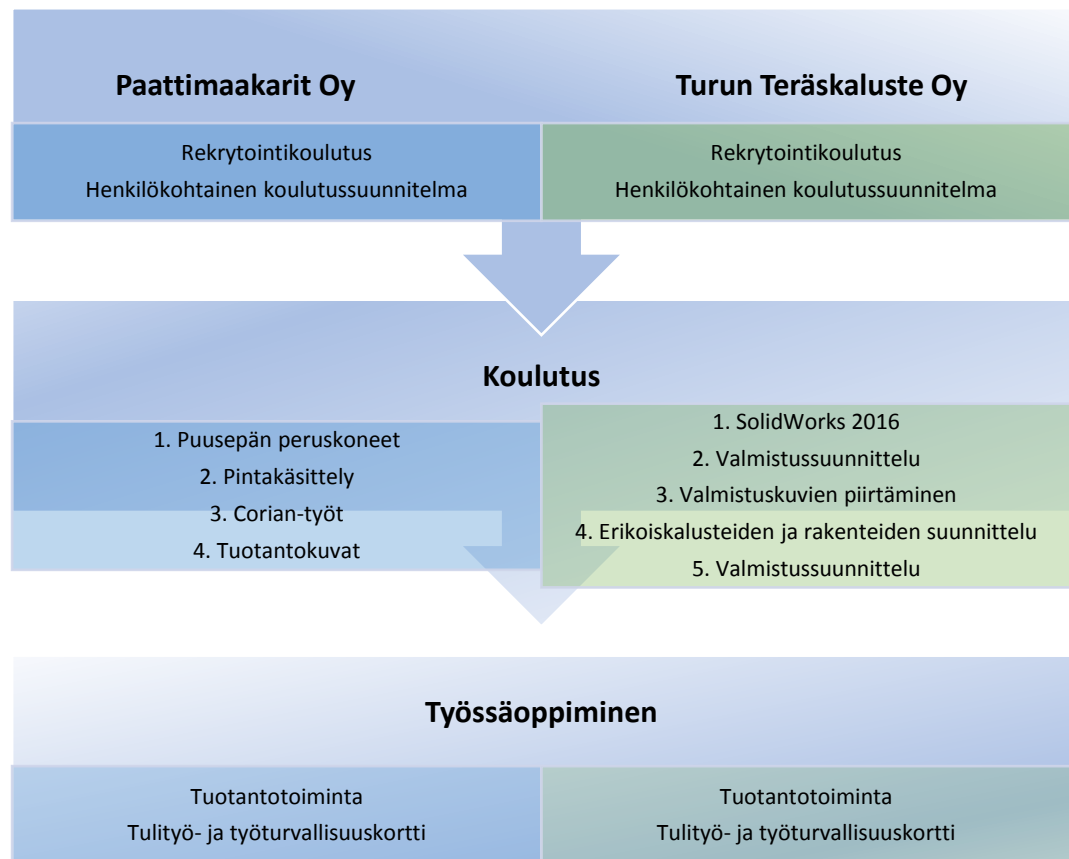 Paattimaakarit Oy
Turun Teräskaluste Oy
Rekrytointikoulutus
Henkilökohtainen koulutussuunnitelma
Rekrytointikoulutus
Henkilökohtainen koulutussuunnitelma
Koulutus
1. Puusepän peruskoneet
2. Pintakäsittely
3. Corian-työt
4. Tuotantokuvat
1. SolidWorks 2016
2. Valmistussuunnittelu
3. Valmistuskuvien piirtäminen
4. Erikoiskalusteiden ja rakenteiden suunnittelu
5. Valmistussuunnittelu
Työssäoppiminen
Tuotantotoiminta
Tulityö- ja työturvallisuuskortti
Tuotantotoiminta
Tulityö- ja työturvallisuuskortti